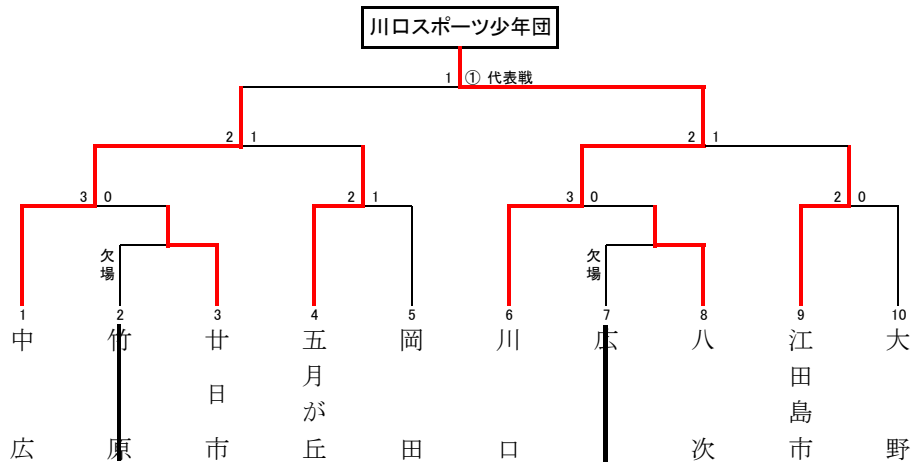 川口スポーツ少年団
1 ① 代表戦
2 1
2 1
3 0
2 1
3 0
2 0
欠場
欠場
1 2 3 4 5 6 7 8 9 10
中広
竹原
廿日市
五月が丘
岡田
川口
広
八次
江田島市
大野